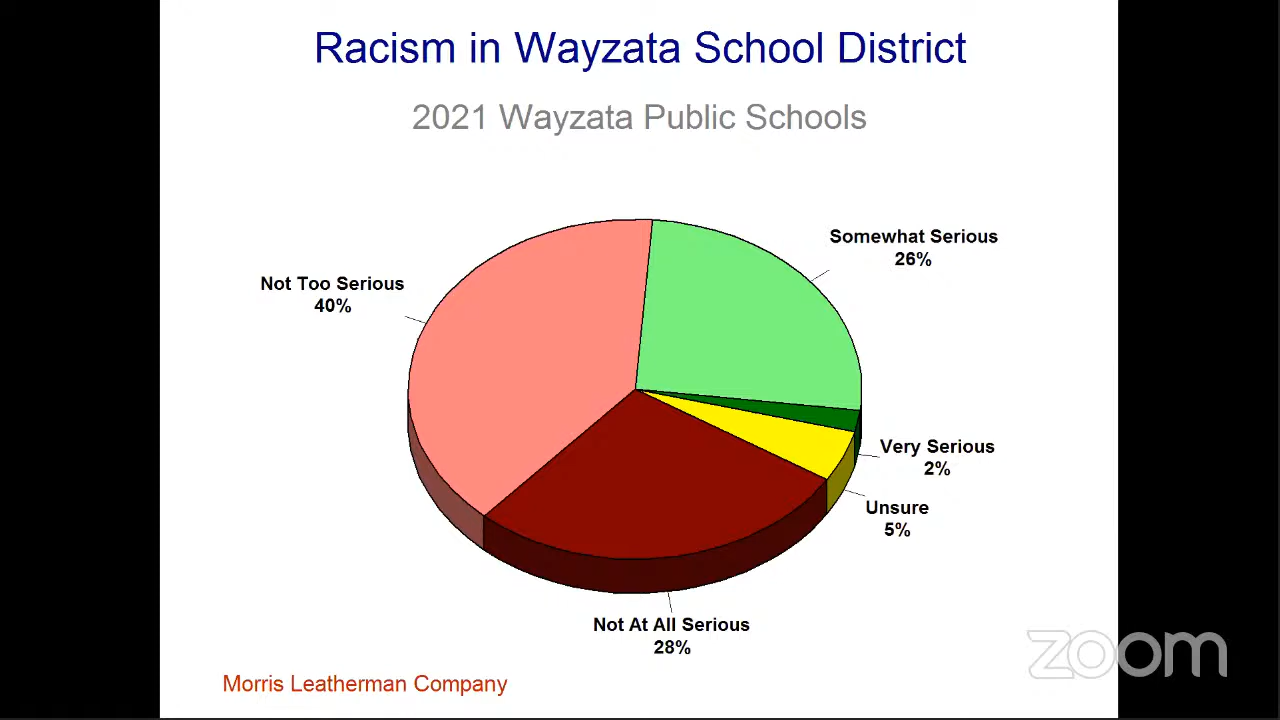 Racism in Wayzata School District
2021 Wayzata Public Schools
Somewhat Serious
26%
Not Too Serious
40%
Very Serious
2%
Unsure
5%
Not At All Serious
28%
zoom
Morris Leatherman Company